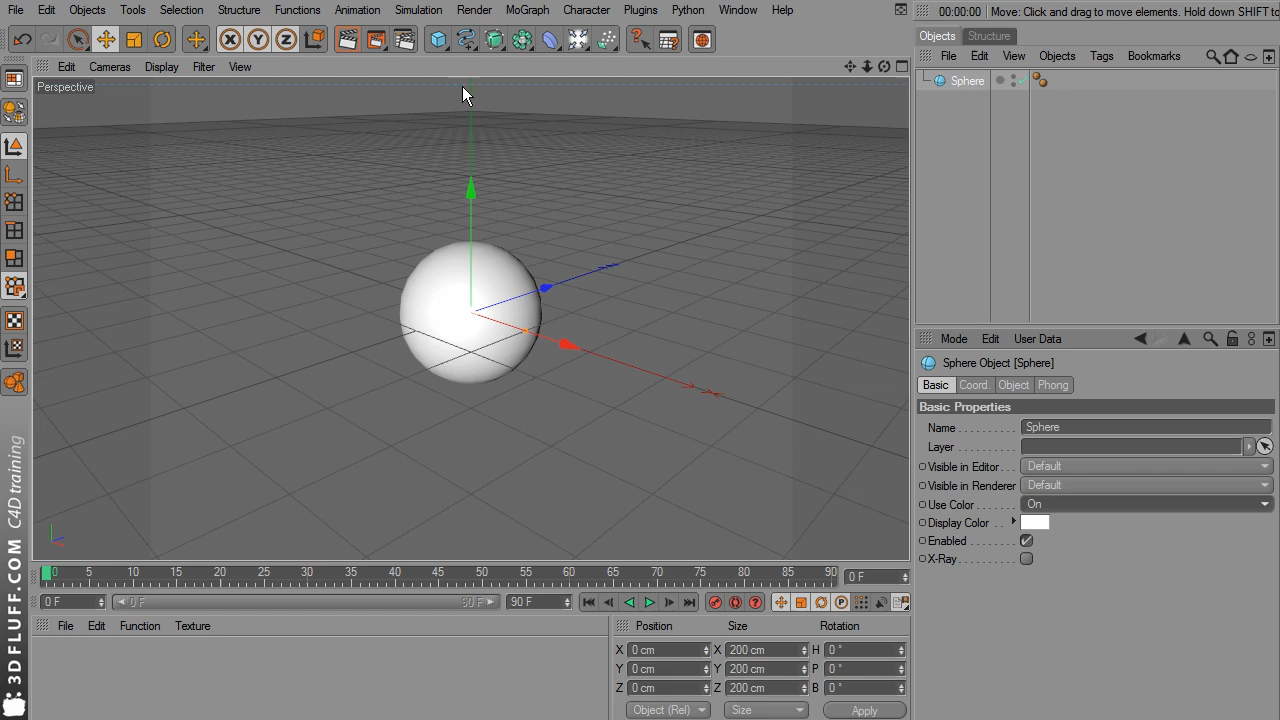 File Edit Objects Tools Selection Structure Functions Animation Simulation Render MoGraph Character Plugins Python Window Help
00:00:00 Move: Click and drag to move elements. Hold down SHIFT to
X Y Z
Objects Structure
File Edit View Objects Tags Bookmarks
Edit Cameras Display Filter View
Perspective
Sphere
Mode Edit User Data
Sphere Object [Sphere]
Basic Coord. Object Phong
Basic Properties
Name Sphere
Layer
Visible in Editor Default
Visible in Renderer Default
Use Color On
Display Color
Enabled
X-Ray
0 5 10 15 20 25 30 35 40 45 50 55 60 65 70 75 80 85 90 0 F
0 F 0 F 90 F 90 F
File Edit Function Texture
Position Size Rotation
X 0 cm X 200 cm H 0 °
Y 0 cm Y 200 cm P 0 °
Z 0 cm Z 200 cm B 0 °
Object (Rel) Size Apply
3DFLUFF.COM C4D training